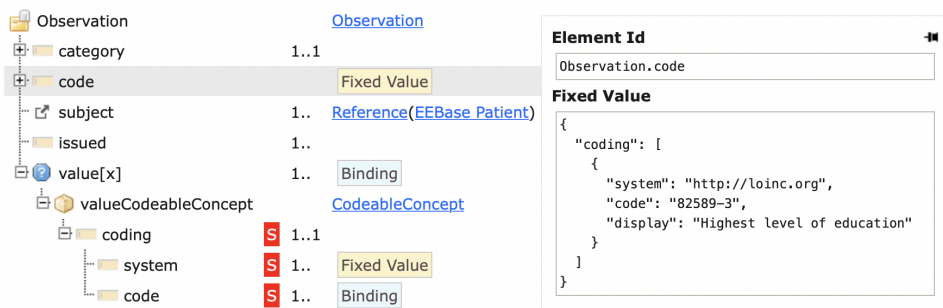 Observation Observation
category 1..1
code Fixed Value
subject 1.. Reference(EEBase Patient)
issued 1..
value[x] 1.. Binding
valueCodeableConcept CodeableConcept
coding S 1..1
system S 1.. Fixed Value
code S 1.. Binding
Element Id
Observation.code
Fixed Value
{
"coding": [
{
"system": "http://loinc.org",
"code": "82589-3",
"display": "Highest level of education"
}
]
}